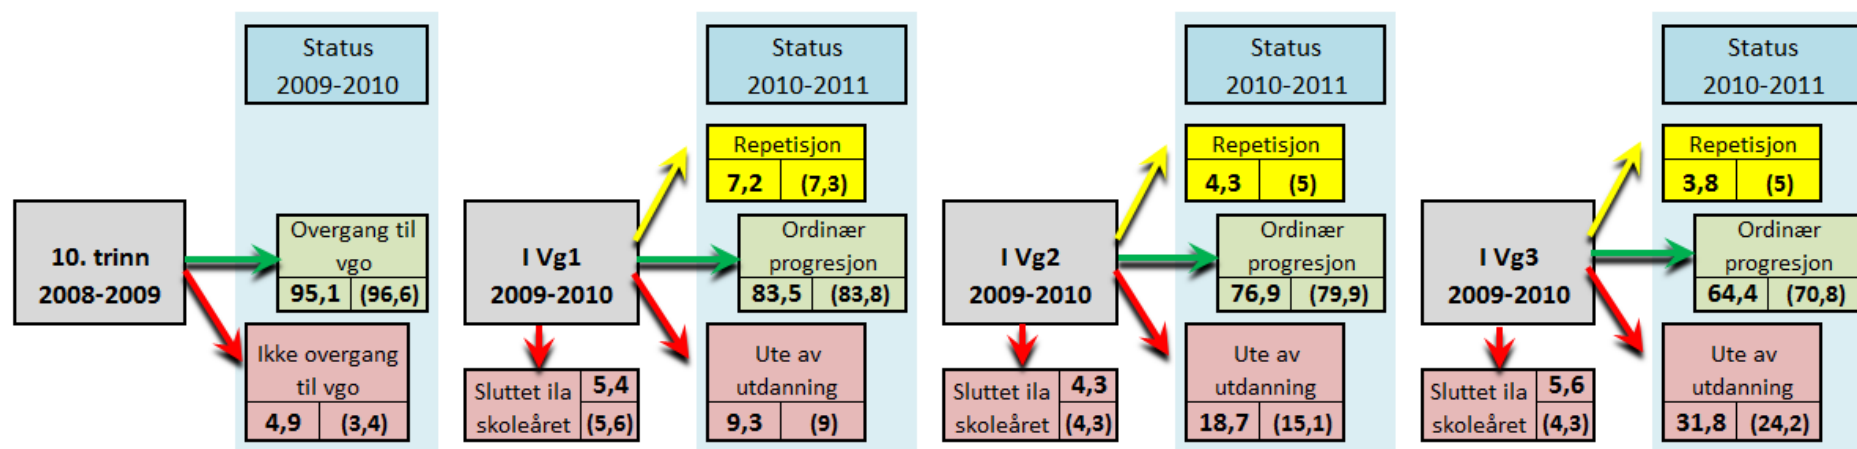 Status
2009-2010
10. trinn
2008-2009
Overgang til
vgo
95,1 (96,6)
Ikke overgang
til vgo
4,9 (3,4)
Status
2010-2011
Repetisjon
7,2 (7,3)
I Vg1
2009-2010
Ordinær
progresjon
83,5 (83,8)
Sluttet ila 5,4
skoleåret (5,6)
Ute av
utdanning
9,3 (9)
Status
2010-2011
Repetisjon
4,3 (5)
I Vg2
2009-2010
Ordinær
progresjon
76,9 (79,9)
Sluttet ila 4,3
skoleåret (4,3)
Ute av
utdanning
18,7 (15,1)
Status
2010-2011
Repetisjon
3,8 (5)
I Vg3
2009-2010
Ordinær
progresjon
64,4 (70,8)
Sluttet ila 5,6
skoleåret (4,3)
Ute av
utdanning
31,8 (24,2)